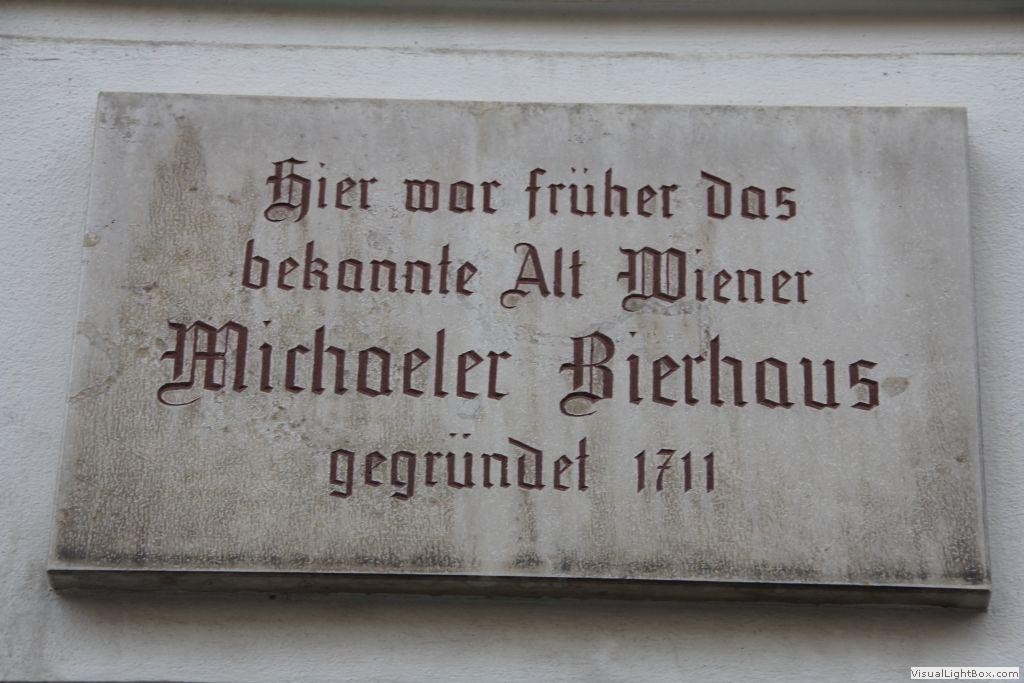 Hier war früher das
bekannte Alt Wiener
Michaeler Bierhaus
gegründet 1711
VisualLightBox.com